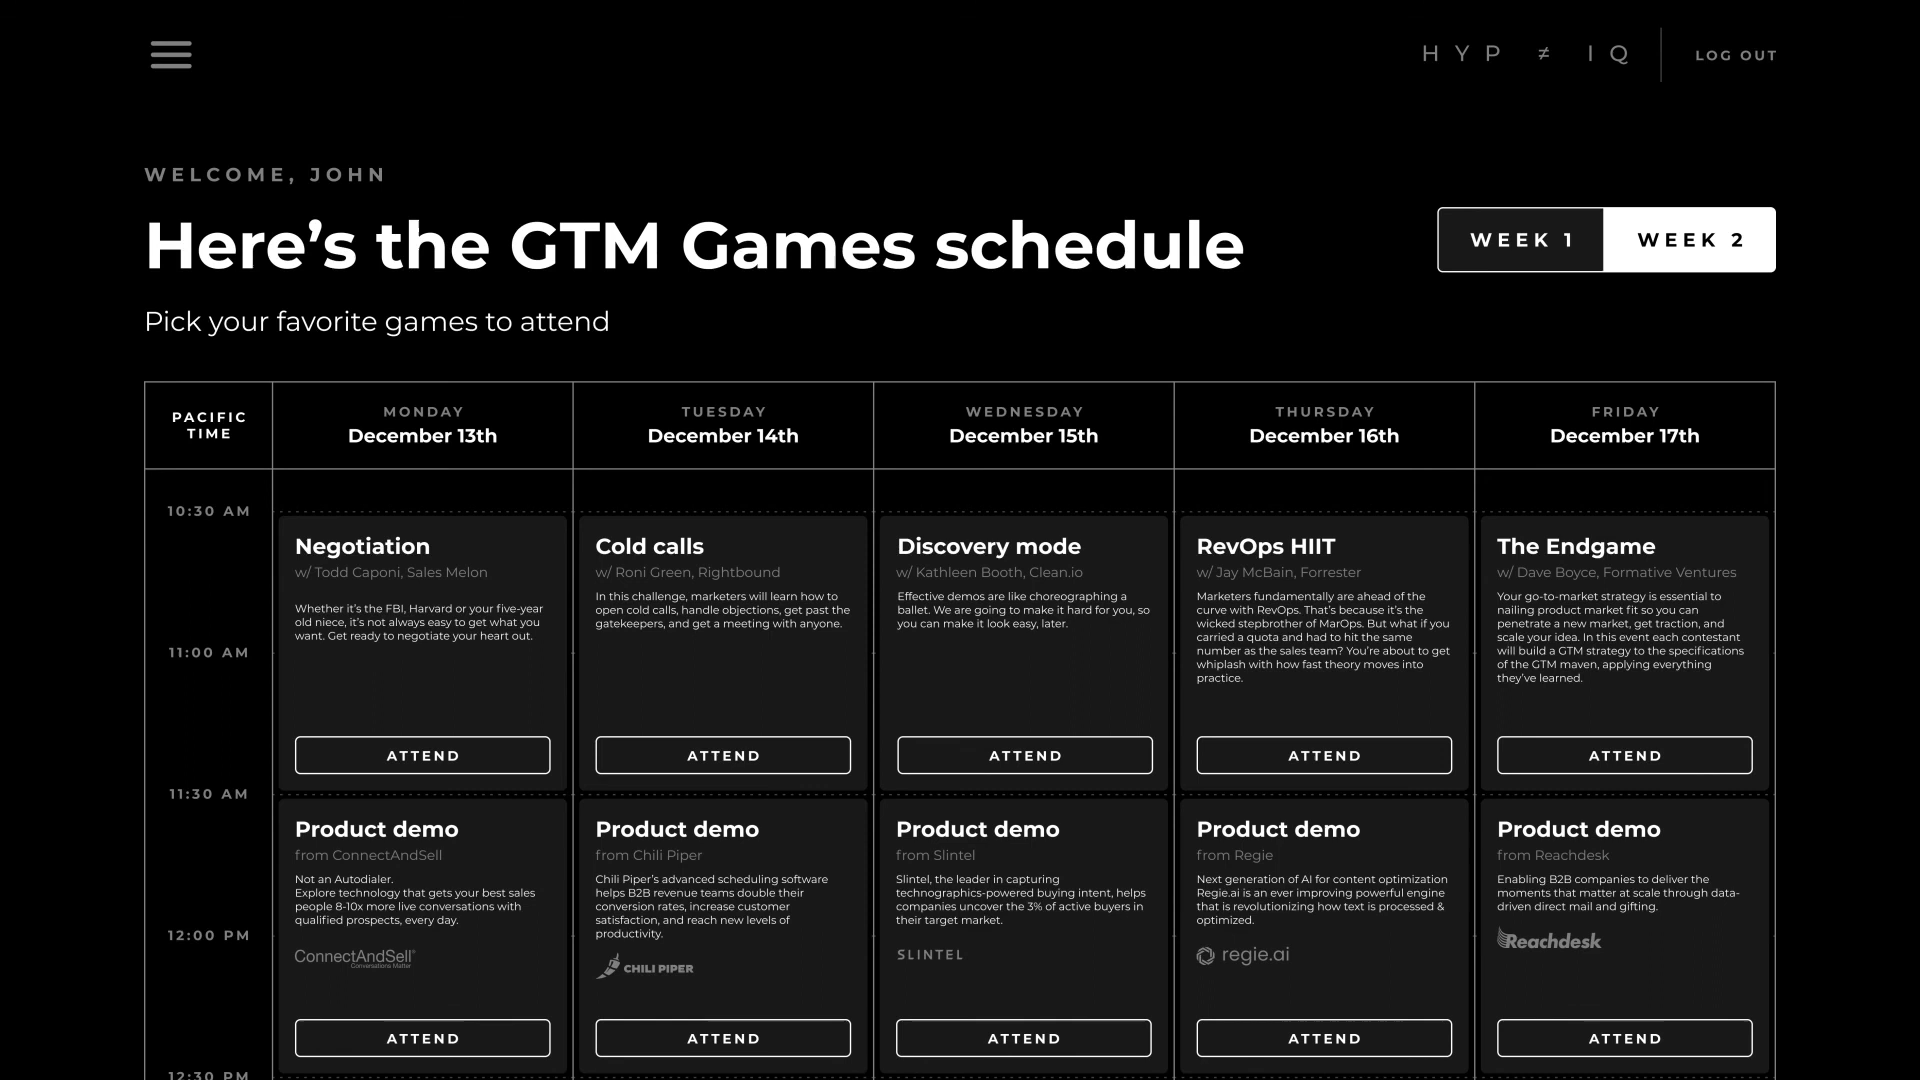 HYP ≠ IQ
LOG OUT
WELCOME, JOHN
Here’s the GTM Games schedule
WEEK 1
WEEK 2
Pick your favorite games to attend
PACIFIC
TIME
MONDAY
December 13th
TUESDAY
December 14th
WEDNESDAY
December 15th
THURSDAY
December 16th
FRIDAY
December 17th
10:30 AM
Negotiation
w/ Todd Caponi, Sales Melon
Whether it’s the FBI, Harvard or your five-year
old niece, it’s not always easy to get what you
want. Get ready to negotiate your heart out.
ATTEND
Cold calls
w/ Roni Green, Rightbound
In this challenge, marketers will learn how to
open cold calls, handle objections, get past the
gatekeepers, and get a meeting with anyone.
ATTEND
Discovery mode
w/ Kathleen Booth, Clean.io
Effective demos are like choreographing a
ballet. We are going to make it hard for you, so
you can make it look easy, later.
ATTEND
RevOps HIIT
w/ Jay McBain, Forrester
Marketers fundamentally are ahead of the
curve with RevOps. That’s because it’s the
wicked stepbrother of MarOps. But what if you
carried a quota and had to hit the same
number as the sales team? You’re about to get
whiplash with how fast theory moves into
practice.
ATTEND
The Endgame
w/ Dave Boyce, Formative Ventures
Your go-to-market strategy is essential to
nailing product market fit so you can
penetrate a new market, get traction, and
scale your idea. In this event each contestant
will build a GTM strategy to the specifications
of the GTM maven, applying everything
they’ve learned.
ATTEND
11:00 AM
11:30 AM
Product demo
from ConnectAndSell
Not an Autodialer.
Explore technology that gets your best sales
people 8-10x more live conversations with
qualified prospects, every day.
ConnectAndSell®
Conversations Matter
ATTEND
Product demo
from Chili Piper
Chili Piper’s advanced scheduling software
helps B2B revenue teams double their
conversion rates, increase customer
satisfaction, and reach new levels of
productivity.
CHILI PIPER
ATTEND
Product demo
from Slintel
Slintel, the leader in capturing
technographics-powered buying intent, helps
companies uncover the 3% of active buyers in
their target market.
SLINTEL
ATTEND
Product demo
from Regie
Next generation of AI for content optimization
Regie.ai is an ever improving powerful engine
that is revolutionizing how text is processed &
optimized.
regie.ai
ATTEND
Product demo
from Reachdesk
Enabling B2B companies to deliver the
moments that matter at scale through data-
driven direct mail and gifting.
Reachdesk
ATTEND
12:00 PM
12:30 PM